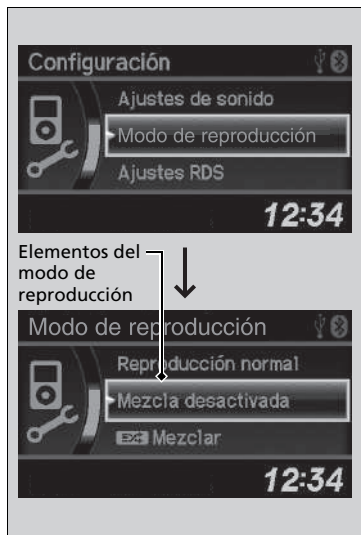 Configuración
Ajustes de sonido
Modo de reproducción
Ajustes RDS
12:34
Elementos del
modo de
reproducción
Modo de reproducción
Reproducción normal
Mezcla desactivada
Mezclar
12:34